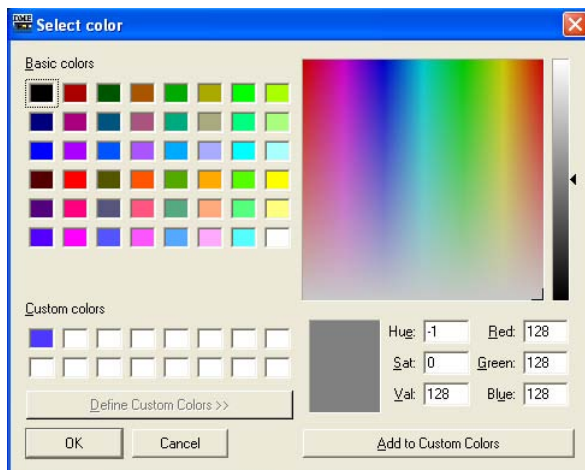 DME
Select color
Basic colors
Custom colors
Define Custom Colors >>
OK
Cancel
Hue: -1
Red: 128
Sat: 0
Green: 128
Val: 128
Blue: 128
Add to Custom Colors